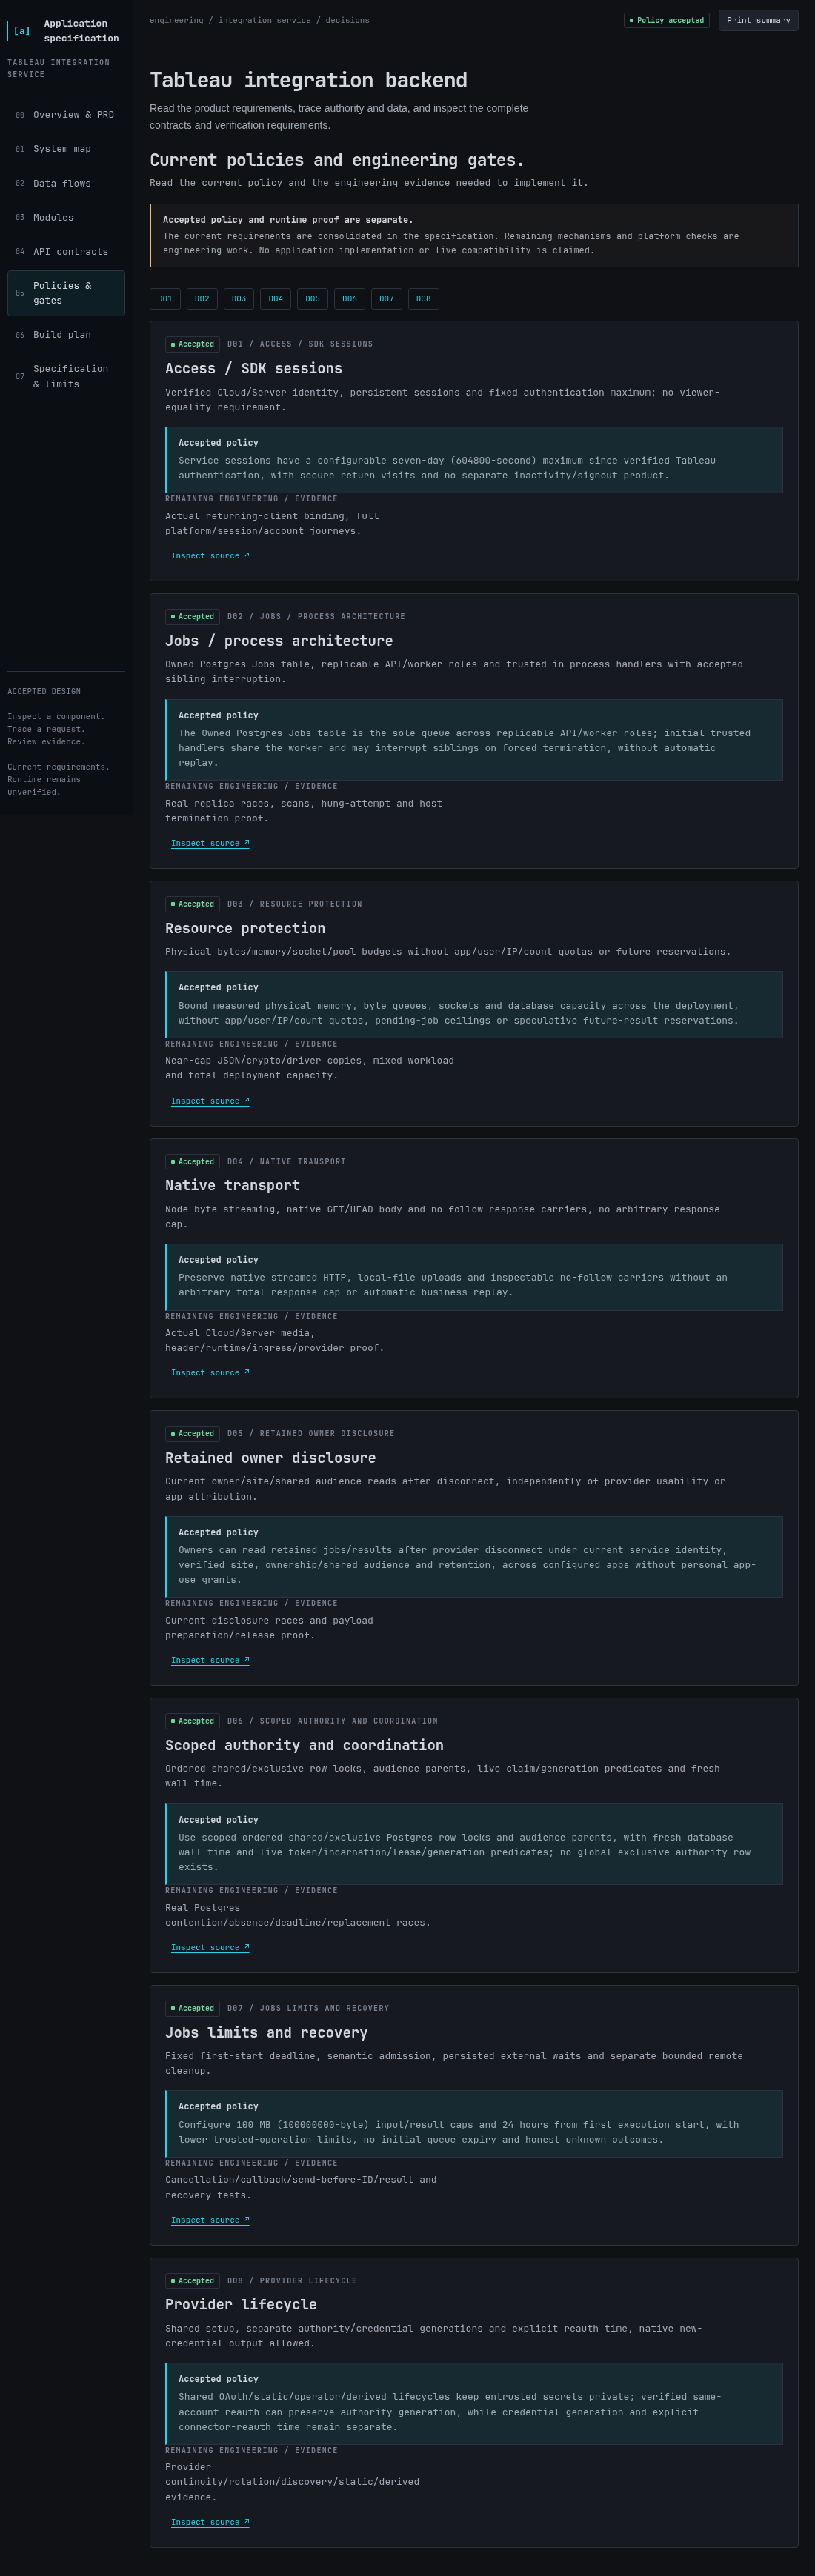 [a] Application
specification
TABLEAU INTEGRATION
SERVICE
00 Overview & PRD
01 System map
02 Data flows
03 Modules
04 API contracts
05 Policies &
gates
06 Build plan
07 Specification
& limits
ACCEPTED DESIGN
Inspect a component.
Trace a request.
Review evidence.
Current requirements.
Runtime remains
unverified.
engineering / integration service / decisions
Policy accepted
Print summary
Tableau integration backend
Read the product requirements, trace authority and data, and inspect the complete
contracts and verification requirements.
Current policies and engineering gates.
Read the current policy and the engineering evidence needed to implement it.
Accepted policy and runtime proof are separate.
The current requirements are consolidated in the specification. Remaining mechanisms and platform checks are
engineering work. No application implementation or live compatibility is claimed.
D01 D02 D03 D04 D05 D06 D07 D08
Accepted D01 / ACCESS / SDK SESSIONS
Access / SDK sessions
Verified Cloud/Server identity, persistent sessions and fixed authentication maximum; no viewer-
equality requirement.
Accepted policy
Service sessions have a configurable seven-day (604800-second) maximum since verified Tableau
authentication, with secure return visits and no separate inactivity/signout product.
REMAINING ENGINEERING / EVIDENCE
Actual returning-client binding, full
platform/session/account journeys.
Inspect source ↗
Accepted D02 / JOBS / PROCESS ARCHITECTURE
Jobs / process architecture
Owned Postgres Jobs table, replicable API/worker roles and trusted in-process handlers with accepted
sibling interruption.
Accepted policy
The Owned Postgres Jobs table is the sole queue across replicable API/worker roles; initial trusted
handlers share the worker and may interrupt siblings on forced termination, without automatic
replay.
REMAINING ENGINEERING / EVIDENCE
Real replica races, scans, hung-attempt and host
termination proof.
Inspect source ↗
Accepted D03 / RESOURCE PROTECTION
Resource protection
Physical bytes/memory/socket/pool budgets without app/user/IP/count quotas or future reservations.
Accepted policy
Bound measured physical memory, byte queues, sockets and database capacity across the deployment,
without app/user/IP/count quotas, pending-job ceilings or speculative future-result reservations.
REMAINING ENGINEERING / EVIDENCE
Near-cap JSON/crypto/driver copies, mixed workload
and total deployment capacity.
Inspect source ↗
Accepted D04 / NATIVE TRANSPORT
Native transport
Node byte streaming, native GET/HEAD-body and no-follow response carriers, no arbitrary response
cap.
Accepted policy
Preserve native streamed HTTP, local-file uploads and inspectable no-follow carriers without an
arbitrary total response cap or automatic business replay.
REMAINING ENGINEERING / EVIDENCE
Actual Cloud/Server media,
header/runtime/ingress/provider proof.
Inspect source ↗
Accepted D05 / RETAINED OWNER DISCLOSURE
Retained owner disclosure
Current owner/site/shared audience reads after disconnect, independently of provider usability or
app attribution.
Accepted policy
Owners can read retained jobs/results after provider disconnect under current service identity,
verified site, ownership/shared audience and retention, across configured apps without personal app-
use grants.
REMAINING ENGINEERING / EVIDENCE
Current disclosure races and payload
preparation/release proof.
Inspect source ↗
Accepted D06 / SCOPED AUTHORITY AND COORDINATION
Scoped authority and coordination
Ordered shared/exclusive row locks, audience parents, live claim/generation predicates and fresh
wall time.
Accepted policy
Use scoped ordered shared/exclusive Postgres row locks and audience parents, with fresh database
wall time and live token/incarnation/lease/generation predicates; no global exclusive authority row
exists.
REMAINING ENGINEERING / EVIDENCE
Real Postgres
contention/absence/deadline/replacement races.
Inspect source ↗
Accepted D07 / JOBS LIMITS AND RECOVERY
Jobs limits and recovery
Fixed first-start deadline, semantic admission, persisted external waits and separate bounded remote
cleanup.
Accepted policy
Configure 100 MB (100000000-byte) input/result caps and 24 hours from first execution start, with
lower trusted-operation limits, no initial queue expiry and honest unknown outcomes.
REMAINING ENGINEERING / EVIDENCE
Cancellation/callback/send-before-ID/result and
recovery tests.
Inspect source ↗
Accepted D08 / PROVIDER LIFECYCLE
Provider lifecycle
Shared setup, separate authority/credential generations and explicit reauth time, native new-
credential output allowed.
Accepted policy
Shared OAuth/static/operator/derived lifecycles keep entrusted secrets private; verified same-
account reauth can preserve authority generation, while credential generation and explicit
connector-reauth time remain separate.
REMAINING ENGINEERING / EVIDENCE
Provider
continuity/rotation/discovery/static/derived
evidence.
Inspect source ↗